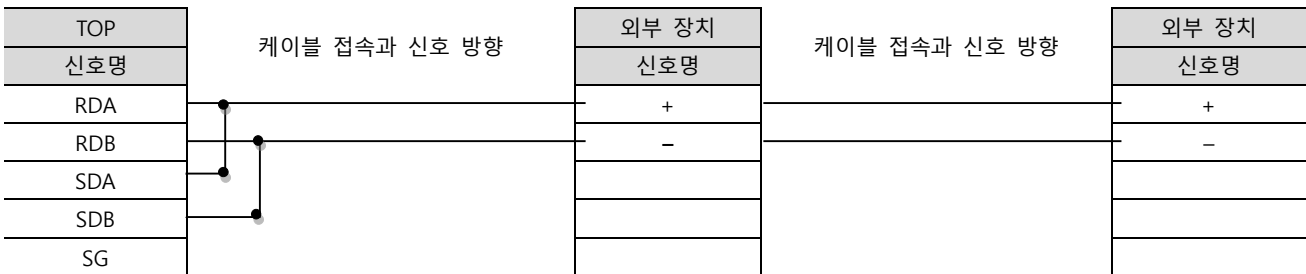 TOP 케이블 접속과 신호 방향 외부 장치 케이블 접속과 신호 방향 외부 장치
신호명 신호명 신호명
RDA + +
RDB – –
SDA
SDB
SG